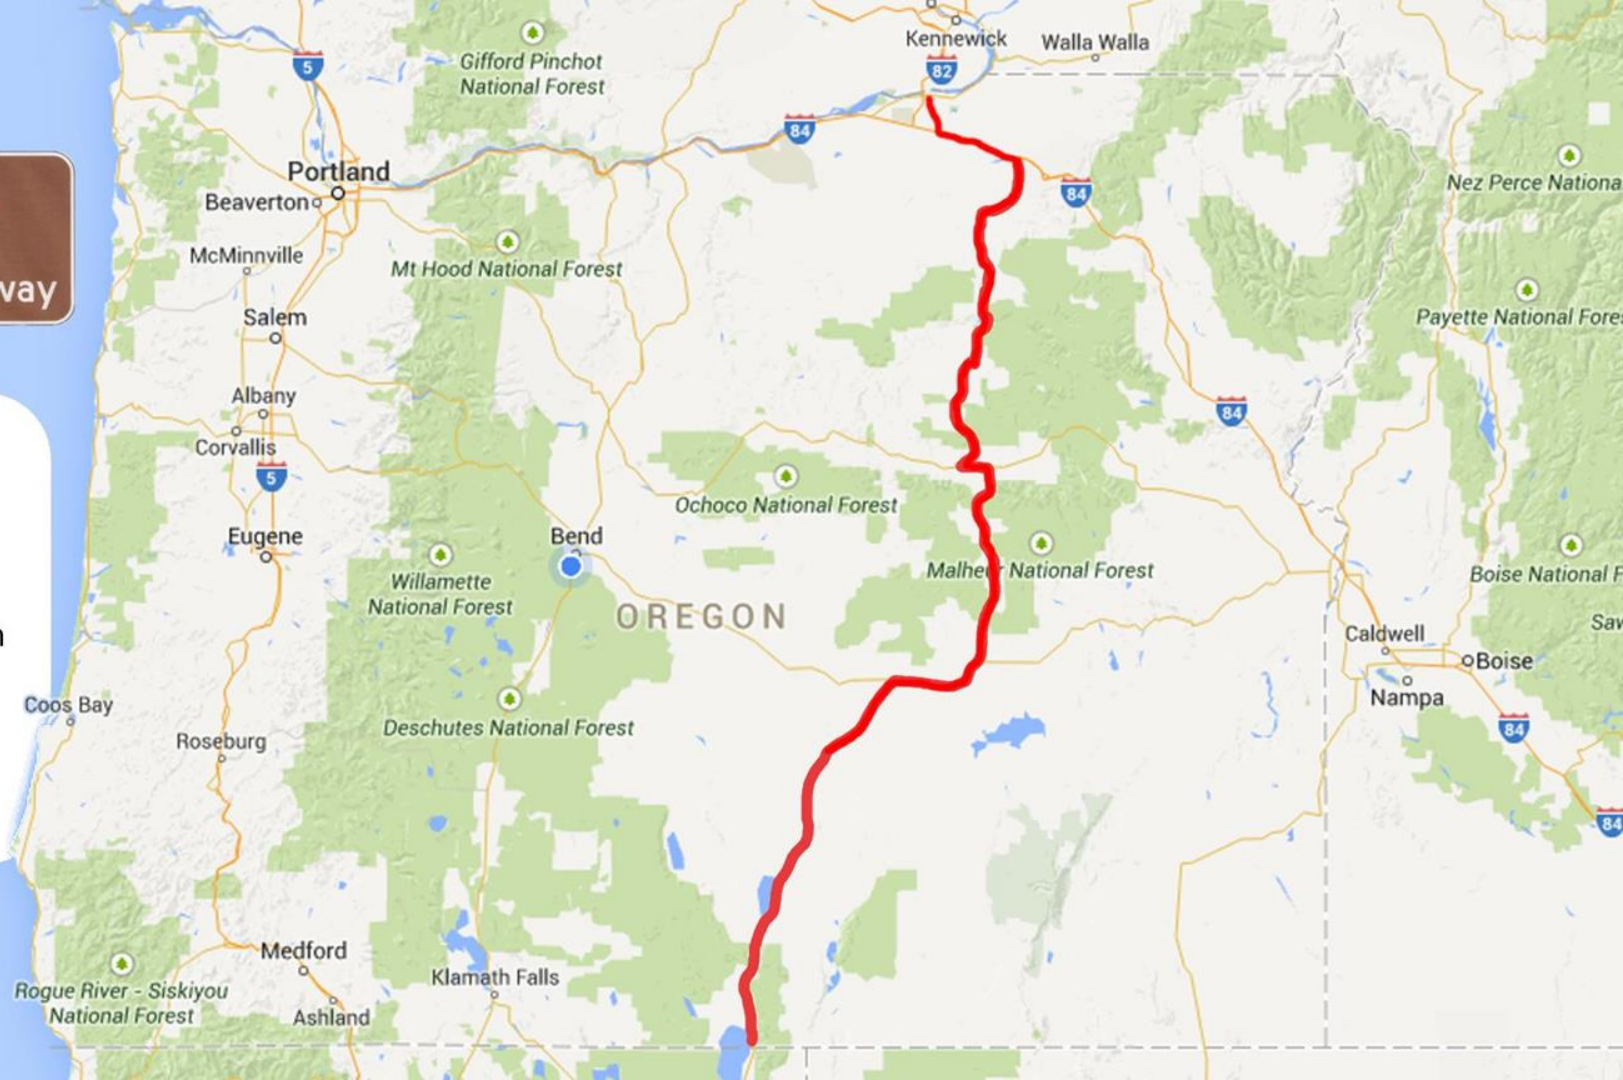 Kennewick
Walla Walla
Gifford Pinchot
National Forest
5
82
84
Portland
Beaverton
84
Nez Perce Nationa
McMinnville
Mt Hood National Forest
way
Salem
Payette National Fores
Albany
84
Corvallis
5
Ochoco National Forest
Eugene
Bend
Malheur National Forest
Willamette
National Forest
Boise National F
OREGON
Saw
Caldwell
Boise
Nampa
Coos Bay
Deschutes National Forest
84
Roseburg
84
Medford
Klamath Falls
Rogue River - Siskiyou
National Forest
Ashland